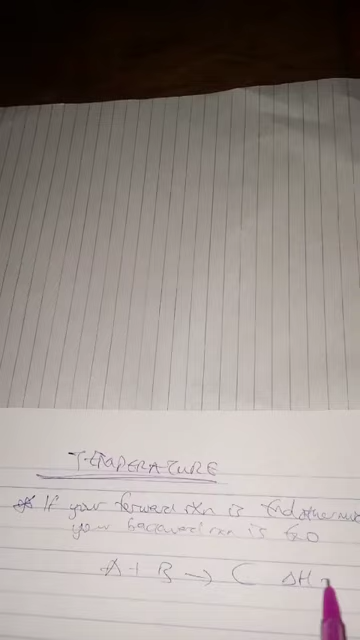 TEMPERATURE
* If your forward rxn is Endothermic
your backward rxn is EXO
A + B → C ΔH =